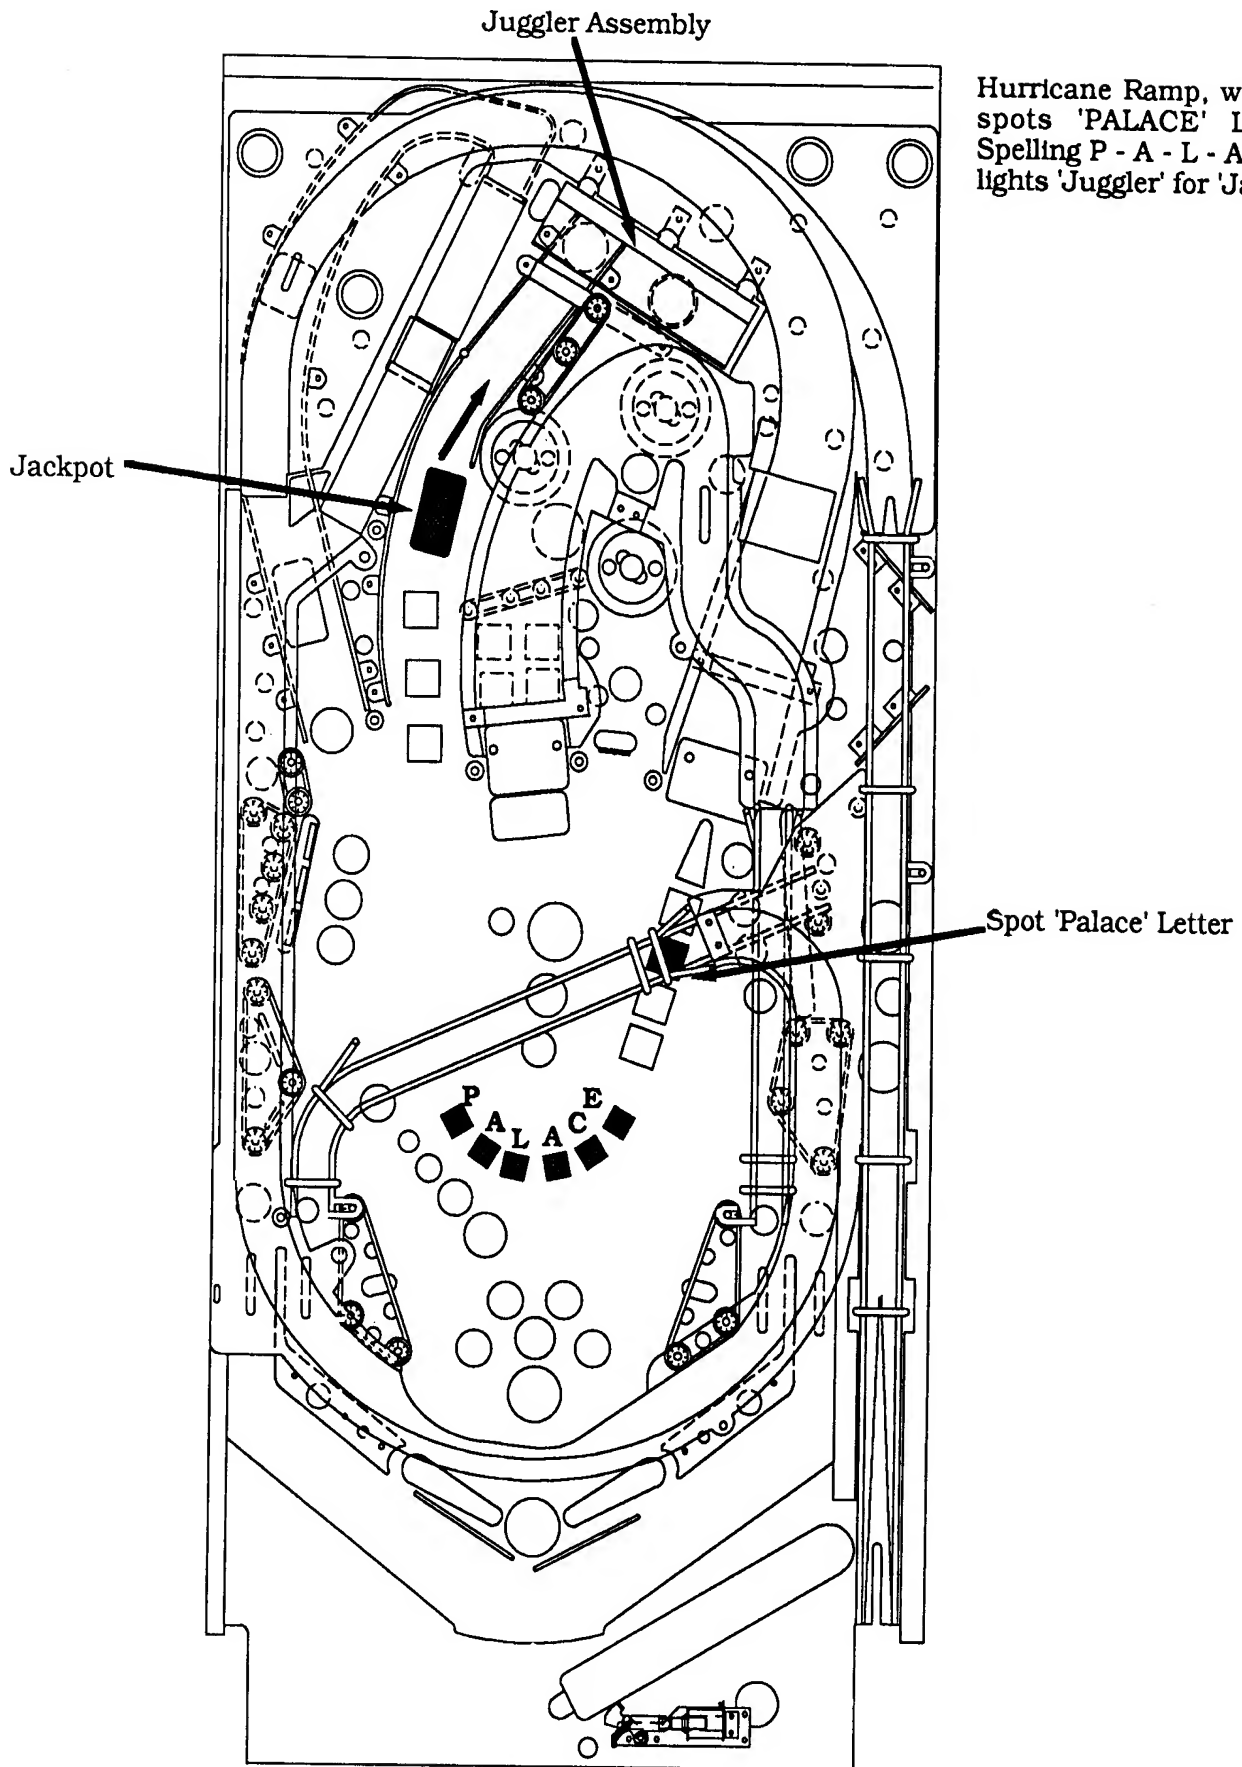 Juggler Assembly
Hurricane Ramp, w
spots 'PALACE' L
Spelling P - A - L - A
lights 'Juggler' for 'Ja
Jackpot
Spot 'Palace' Letter
P A L A C E